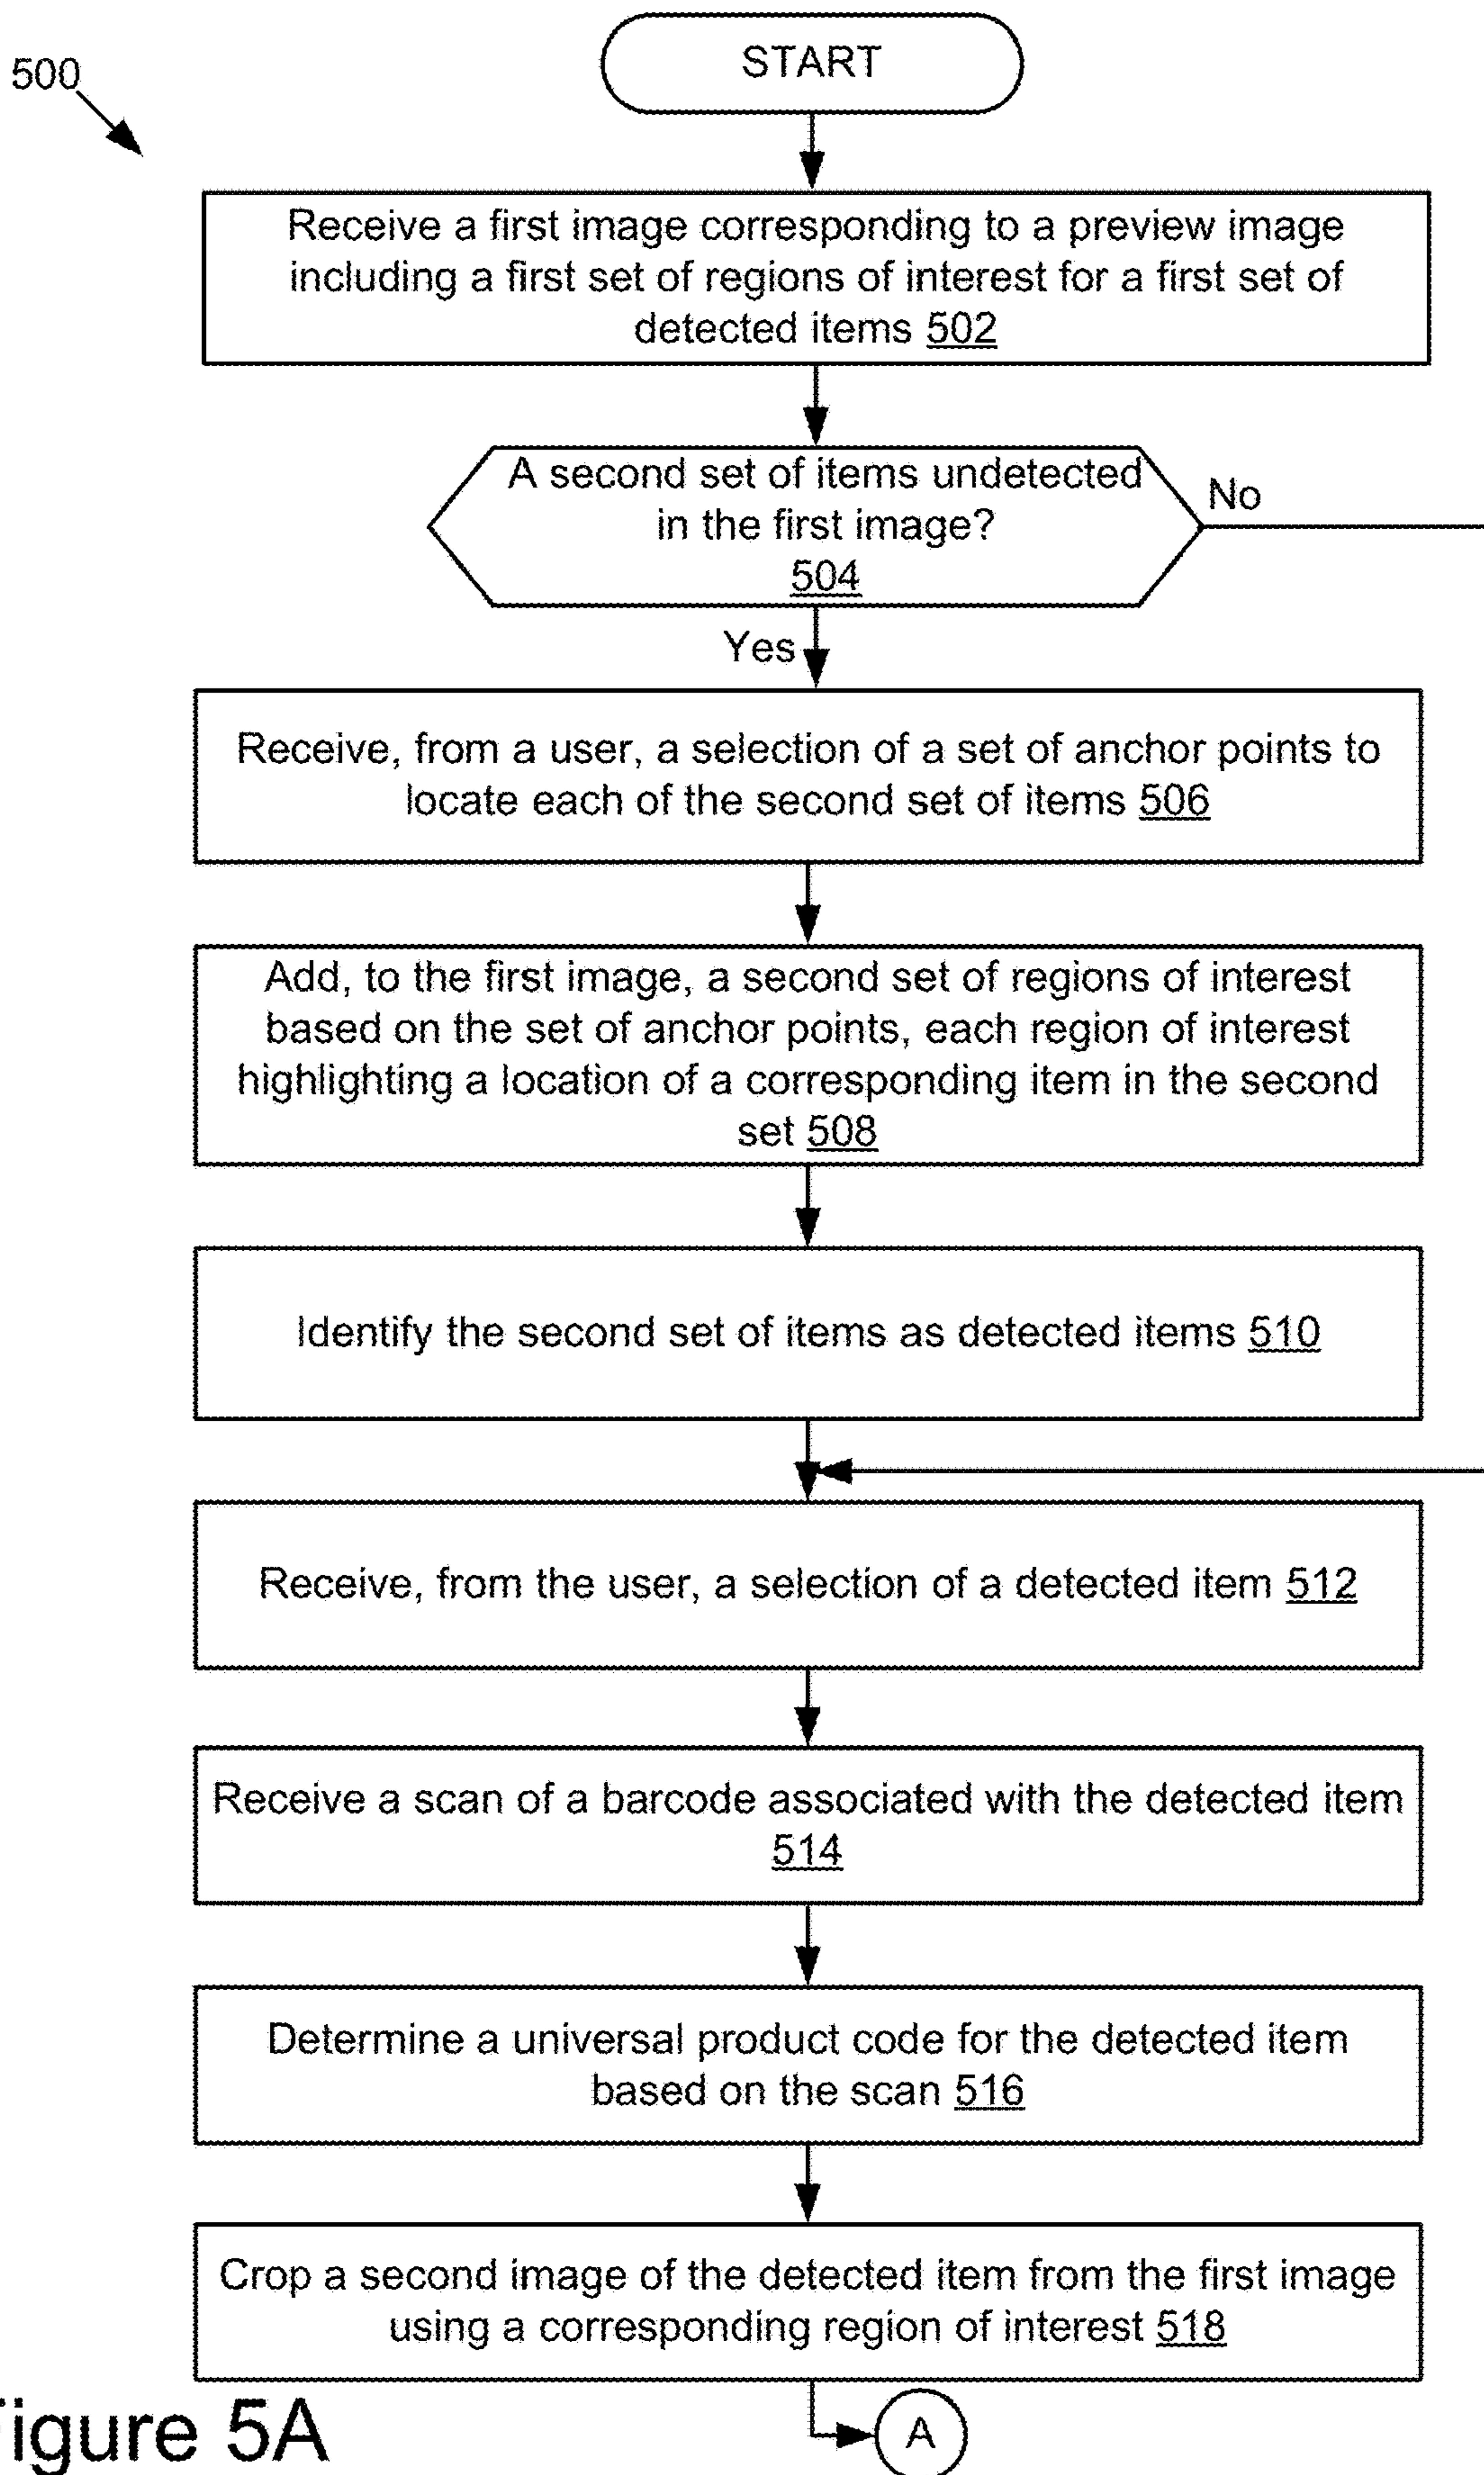 START
500
Receive a first image corresponding to a preview image
including a first set of regions of interest for a first set of
detected items 502
A second set of items undetected
in the first image?
504
No
Yes
Receive, from a user, a selection of a set of anchor points to
locate each of the second set of items 506
Add, to the first image, a second set of regions of interest
based on the set of anchor points, each region of interest
highlighting a location of a corresponding item in the second
set 508
Identify the second set of items as detected items 510
Receive, from the user, a selection of a detected item 512
Receive a scan of a barcode associated with the detected item
514
Determine a universal product code for the detected item
based on the scan 516
Crop a second image of the detected item from the first image
using a corresponding region of interest 518
Figure 5A
A